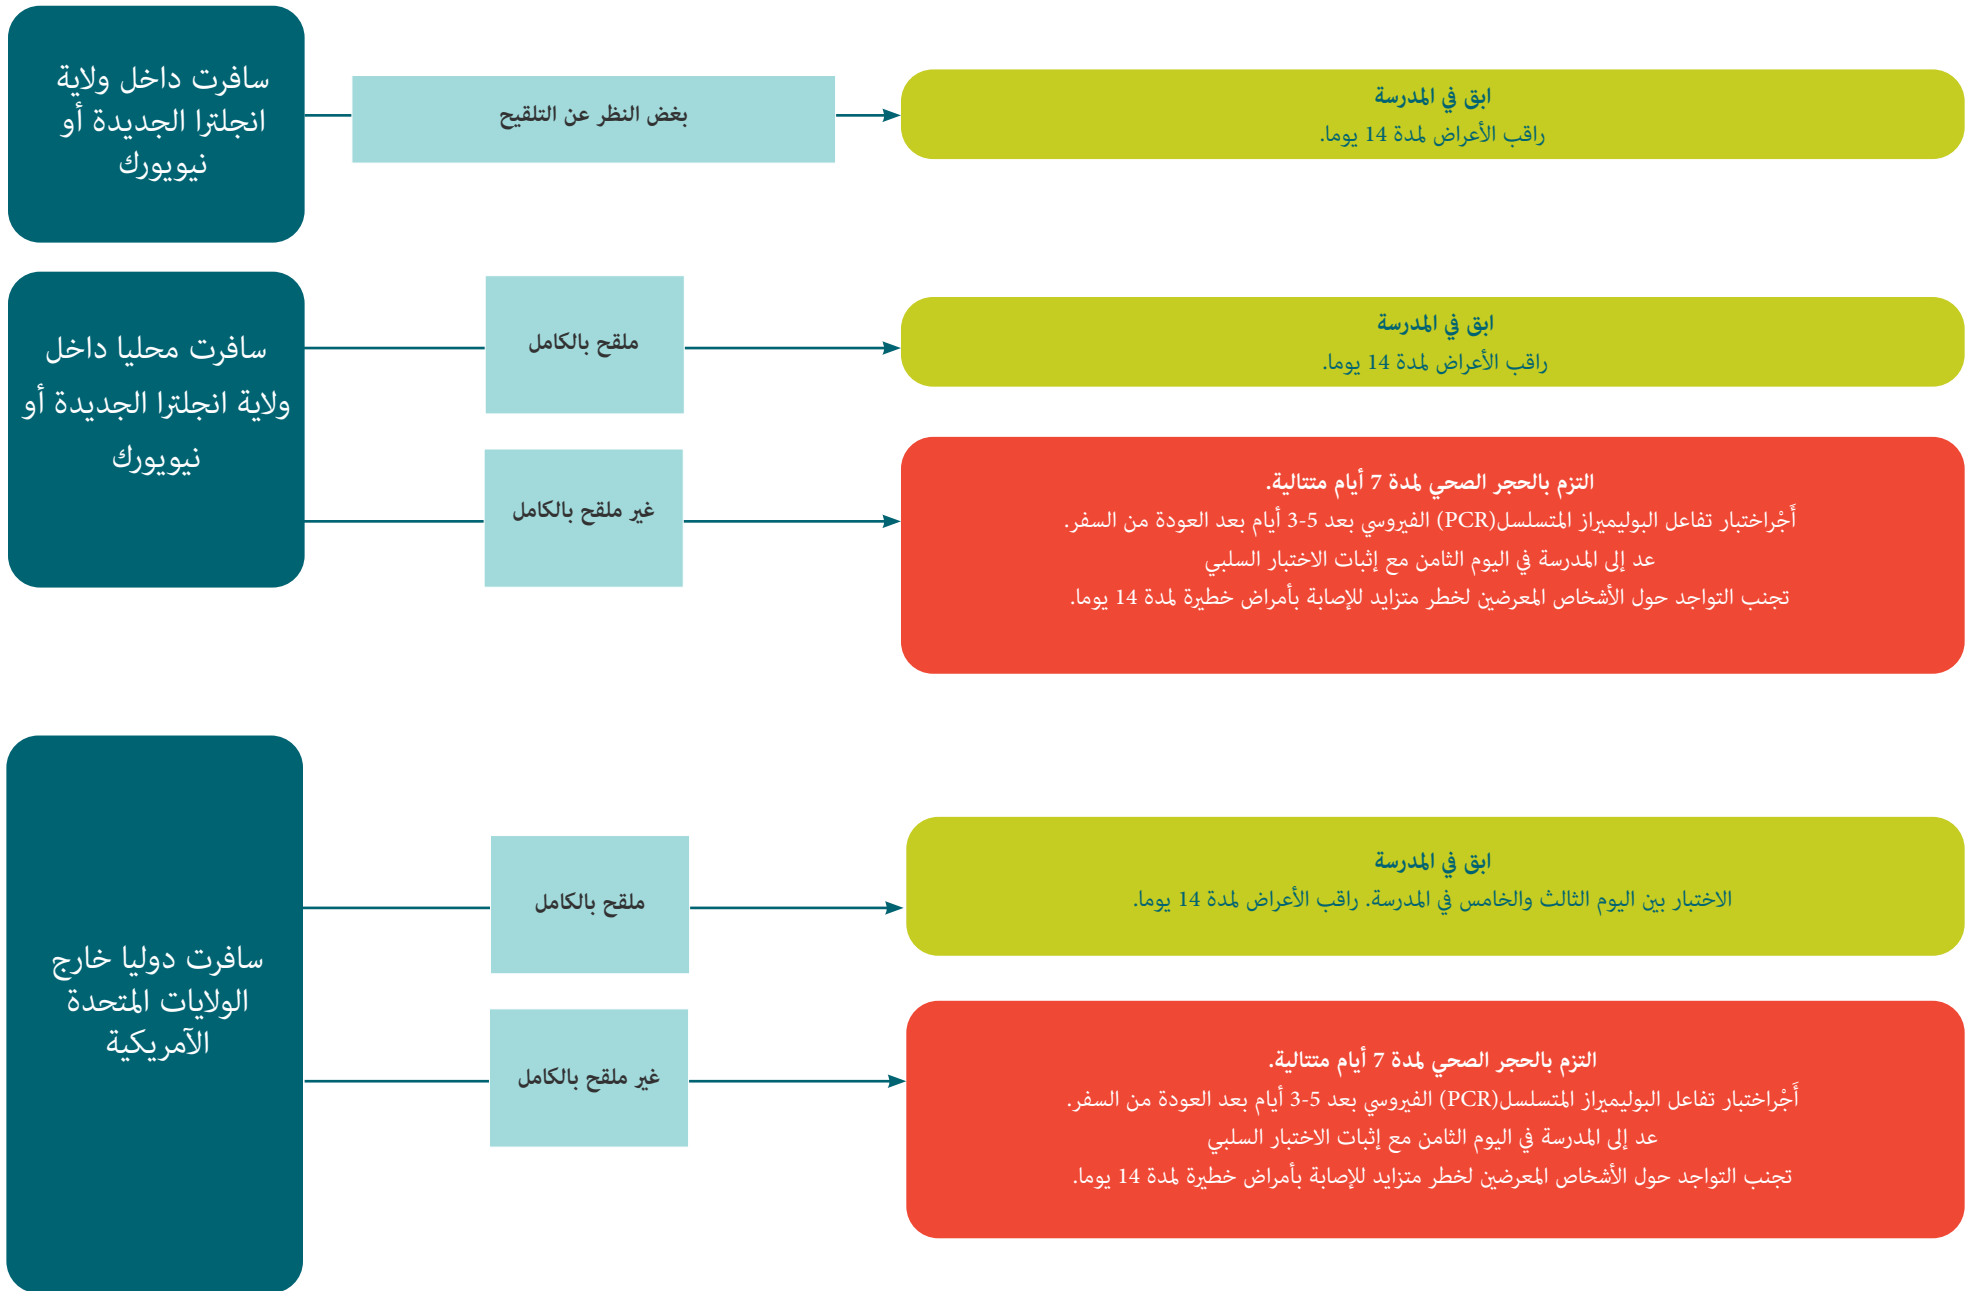 سافرت داخل ولاية
انجلترا الجديدة أو
نيويورك
بغض النظر عن التلقيح
ابق في المدرسة
راقب الأعراض لمدة 14 يوما.
سافرت محليا داخل
ولاية انجلترا الجديدة أو
نيويورك
ملقح بالكامل
ابق في المدرسة
راقب الأعراض لمدة 14 يوما.
غير ملقح بالكامل
التزم بالحجر الصحي لمدة 7 أيام متتالية.
أَجْراختبار تفاعل البوليميراز المتسلسل(PCR) الفيروسي بعد 5-3 أيام بعد العودة من السفر.
عد إلى المدرسة في اليوم الثامن مع إثبات الاختبار السلبي
تجنب التواجد حول الأشخاص المعرضين لخطر متزايد للإصابة بأمراض خطيرة لمدة 14 يوما.
سافرت دوليا خارج
الولايات المتحدة
الآمريكية
ملقح بالكامل
ابق في المدرسة
الاختبار بين اليوم الثالث والخامس في المدرسة. راقب الأعراض لمدة 14 يوما.
غير ملقح بالكامل
التزم بالحجر الصحي لمدة 7 أيام متتالية.
أَجْراختبار تفاعل البوليميراز المتسلسل(PCR) الفيروسي بعد 5-3 أيام بعد العودة من السفر.
عد إلى المدرسة في اليوم الثامن مع إثبات الاختبار السلبي
تجنب التواجد حول الأشخاص المعرضين لخطر متزايد للإصابة بأمراض خطيرة لمدة 14 يوما.